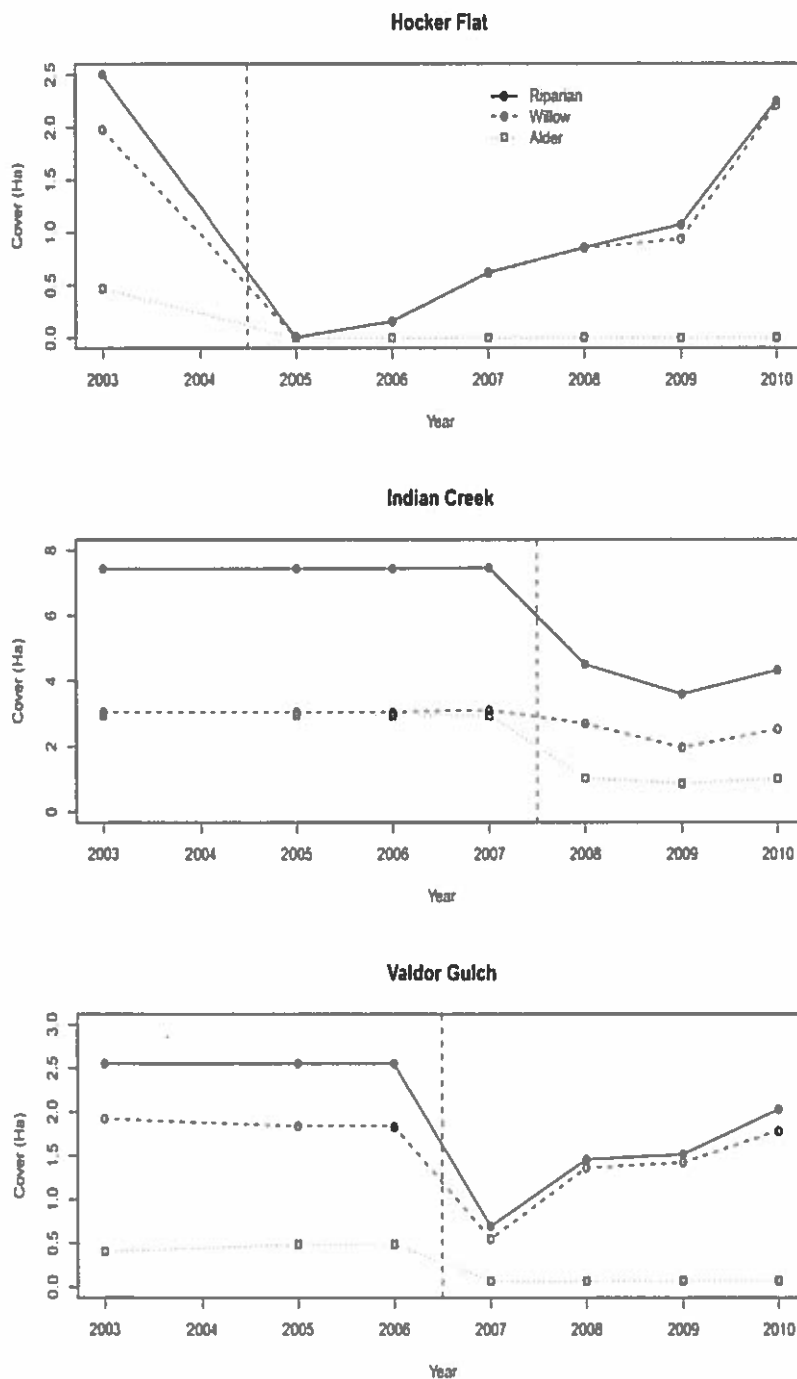 Hocker Flat
Riparian
Willow
Alder
Cover (Ha)
0.0 0.5 1.0 1.5 2.0 2.5
2003 2004 2005 2006 2007 2008 2009 2010
Year
Indian Creek
Cover (Ha)
0 2 4 6 8
2003 2004 2005 2006 2007 2008 2009 2010
Year
Valdor Gulch
Cover (Ha)
0.0 0.5 1.0 1.5 2.0 2.5 3.0
2003 2004 2005 2006 2007 2008 2009 2010
Year